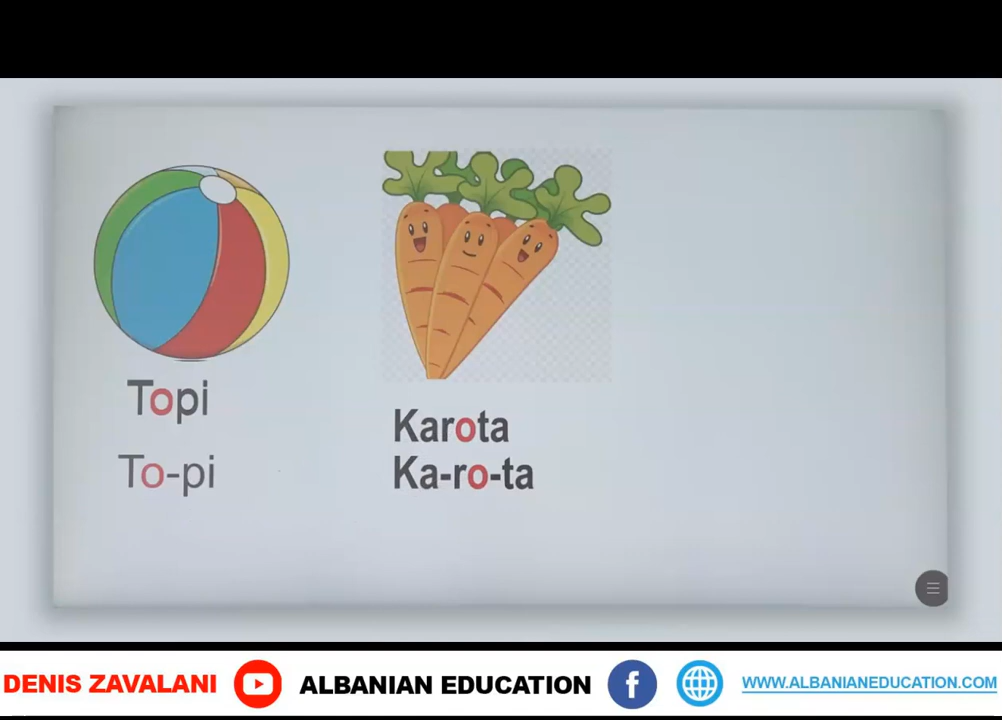 Topi
To-pi
Karota
Ka-ro-ta
DENIS ZAVALANI ALBANIAN EDUCATION f WWW.ALBANIANEDUCATION.COM